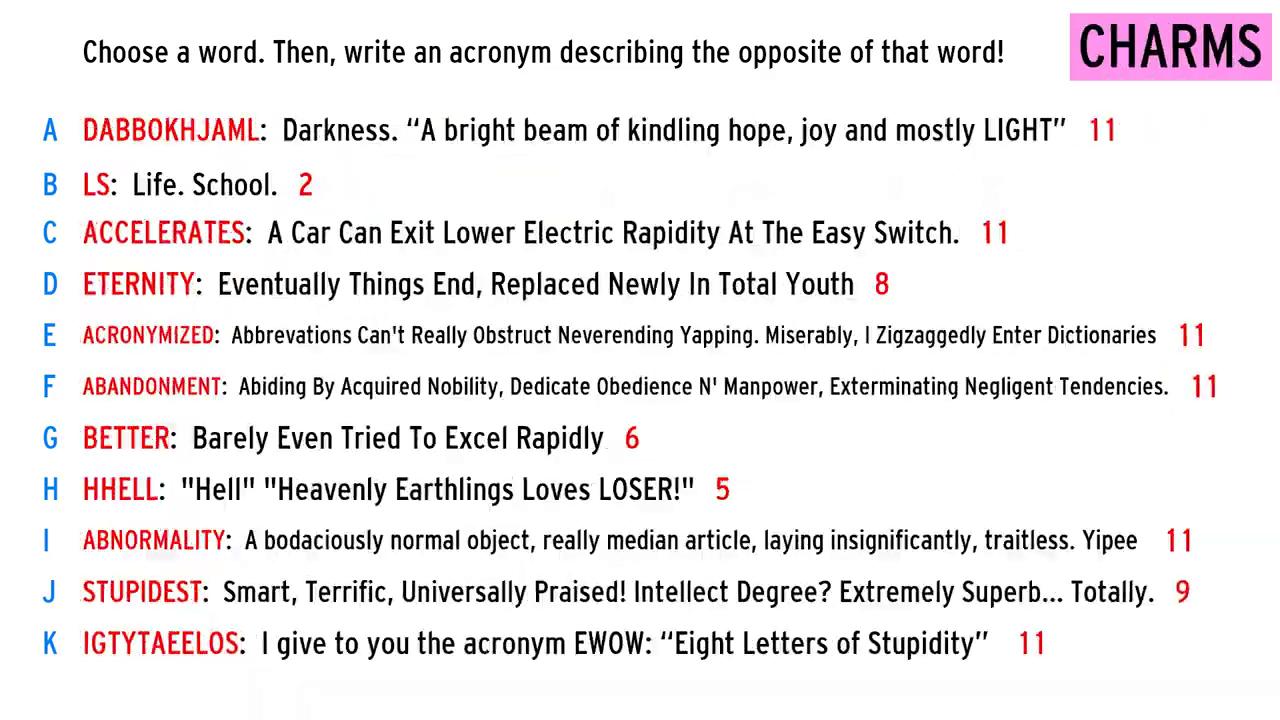 Choose a word. Then, write an acronym describing the opposite of that word!
CHARMS
A DABBOKHJAML: Darkness. “A bright beam of kindling hope, joy and mostly LIGHT” 11
B LS: Life. School. 2
C ACCELERATES: A Car Can Exit Lower Electric Rapidity At The Easy Switch. 11
D ETERNITY: Eventually Things End, Replaced Newly In Total Youth 8
E ACRONYMIZED: Abbrevations Can't Really Obstruct Neverending Yapping. Miserably, I Zigzaggedly Enter Dictionaries 11
F ABANDONMENT: Abiding By Acquired Nobility, Dedicate Obedience N' Manpower, Exterminating Negligent Tendencies. 11
G BETTER: Barely Even Tried To Excel Rapidly 6
H HHELL: "Hell" "Heavenly Earthlings Loves LOSER!" 5
I ABNORMALITY: A bodaciously normal object, really median article, laying insignificantly, traitless. Yipee 11
J STUPIDEST: Smart, Terrific, Universally Praised! Intellect Degree? Extremely Superb... Totally. 9
K IGTYTAEELOS: I give to you the acronym EWOW: “Eight Letters of Stupidity” 11